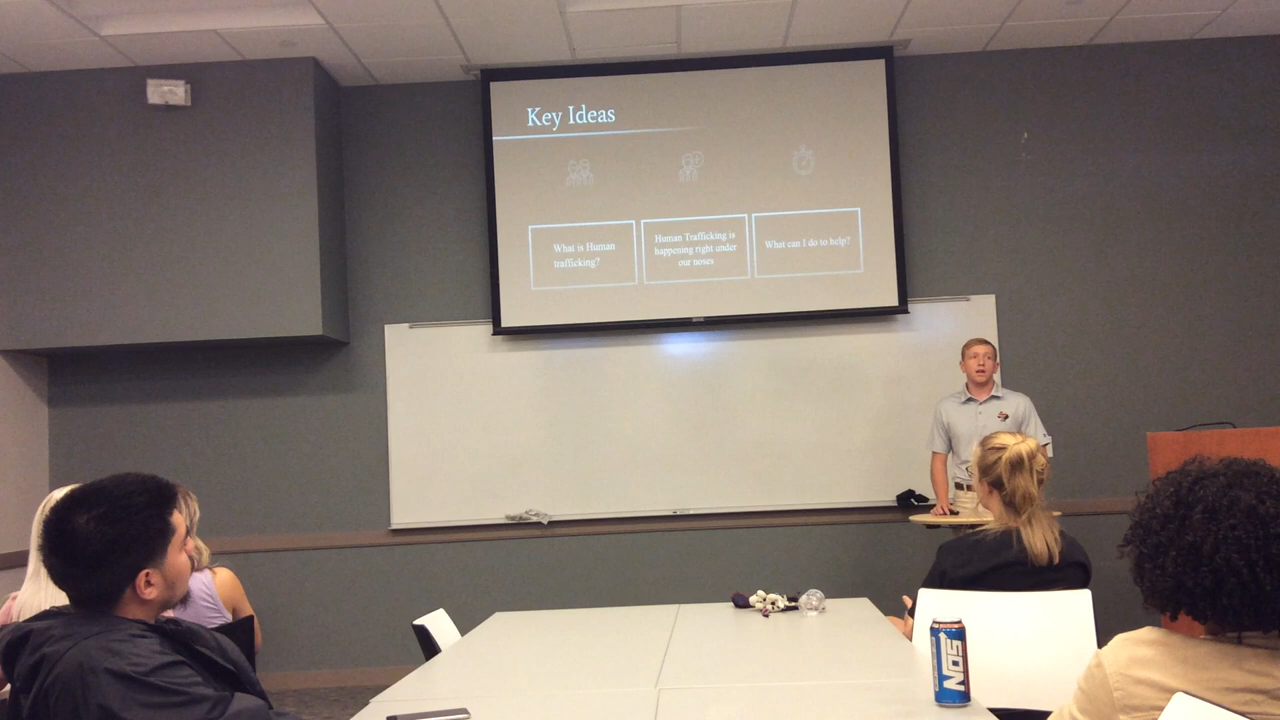 Key Ideas
What is Human
trafficking?
Human Trafficking is
happening right under
our noses
What can I do to help?
NOS